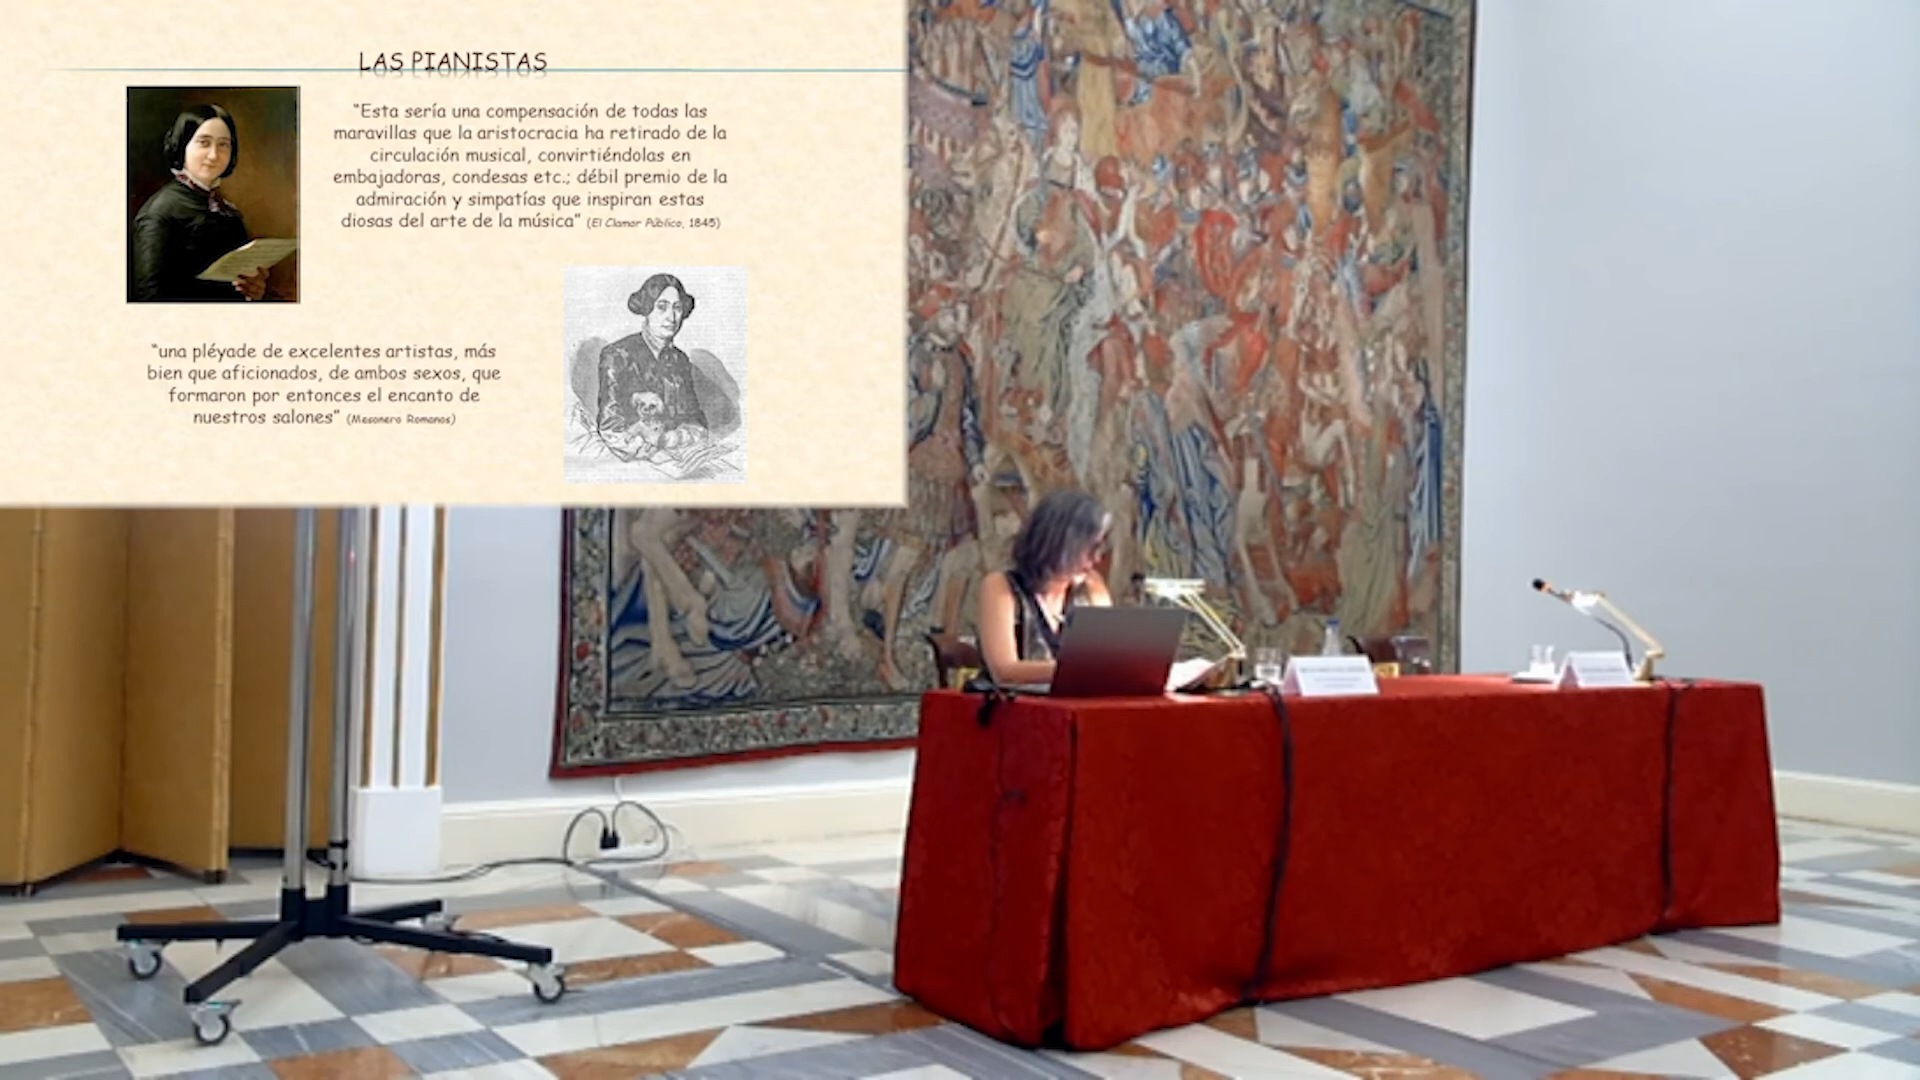 LAS PIANISTAS
“Esta sería una compensación de todas las
maravillas que la aristocracia ha retirado de la
circulación musical, convirtiéndolas en
embajadoras, condesas etc.; débil premio de la
admiración y simpatías que inspiran estas
diosas del arte de la música” (El Clamor Público, 1845)
“una pléyade de excelentes artistas, más
bien que aficionados, de ambos sexos, que
formaron por entonces el encanto de
nuestros salones” (Mesonero Romanos)